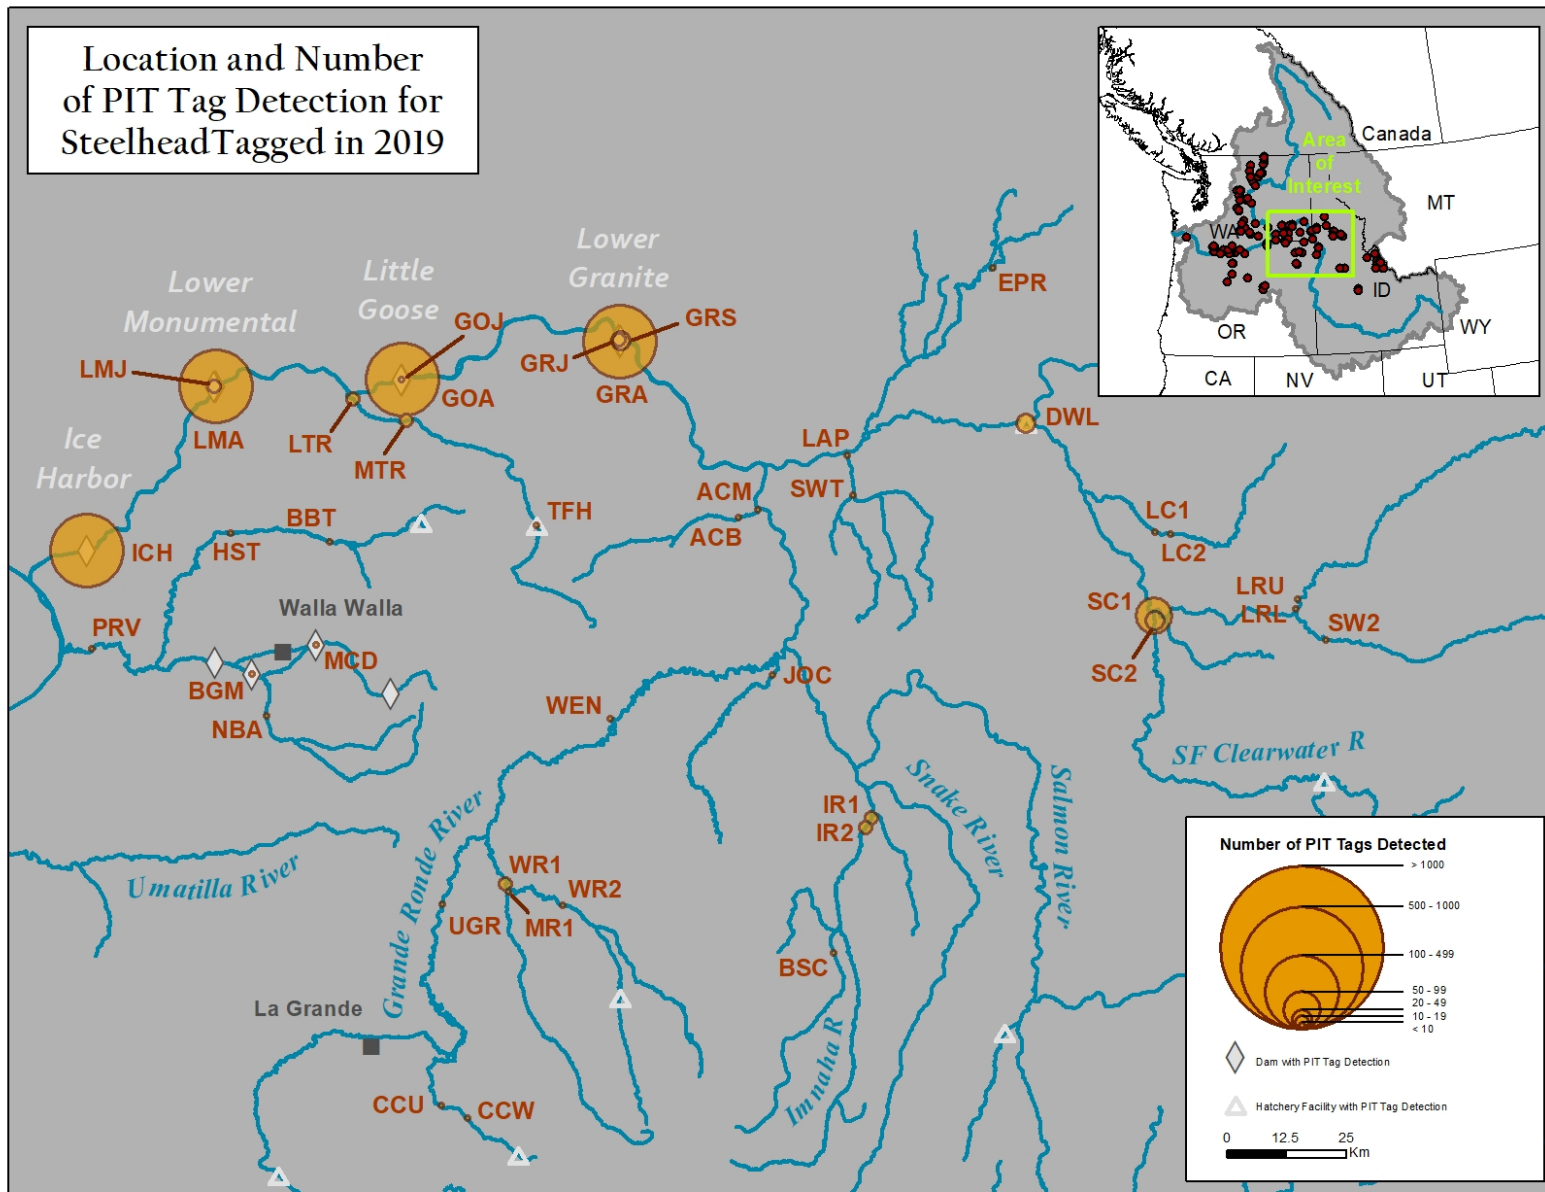 Location and Number
of PIT Tag Detection for
SteelheadTagged in 2019
Canada
Area
of
Interest
MT
WA
ID
OR
WY
CA
NV
UT
Lower
Granite
Little
Goose
Lower
Monumental
Ice
Harbor
EPR
GOJ
GRS
GRJ
LMJ
GRA
GOA
LMA
LTR
MTR
DWL
LAP
SWT
ACM
ACB
TFH
BBT
HST
ICH
LC1
LC2
Walla Walla
PRV
MCD
BGM
NBA
SC1
SC2
LRU
LRL
SW2
JOC
WEN
SF Clearwater R
Snake River
Salmon River
IR1
IR2
Grande Ronde River
Umatilla River
WR1
WR2
UGR
MR1
BSC
Imnaha R
La Grande
CCU
CCW
Number of PIT Tags Detected
> 1000
500 - 1000
100 - 499
50 - 99
20 - 49
10 - 19
< 10
Dam with PIT Tag Detection
Hatchery Facility with PIT Tag Detection
0 12.5 25
Km